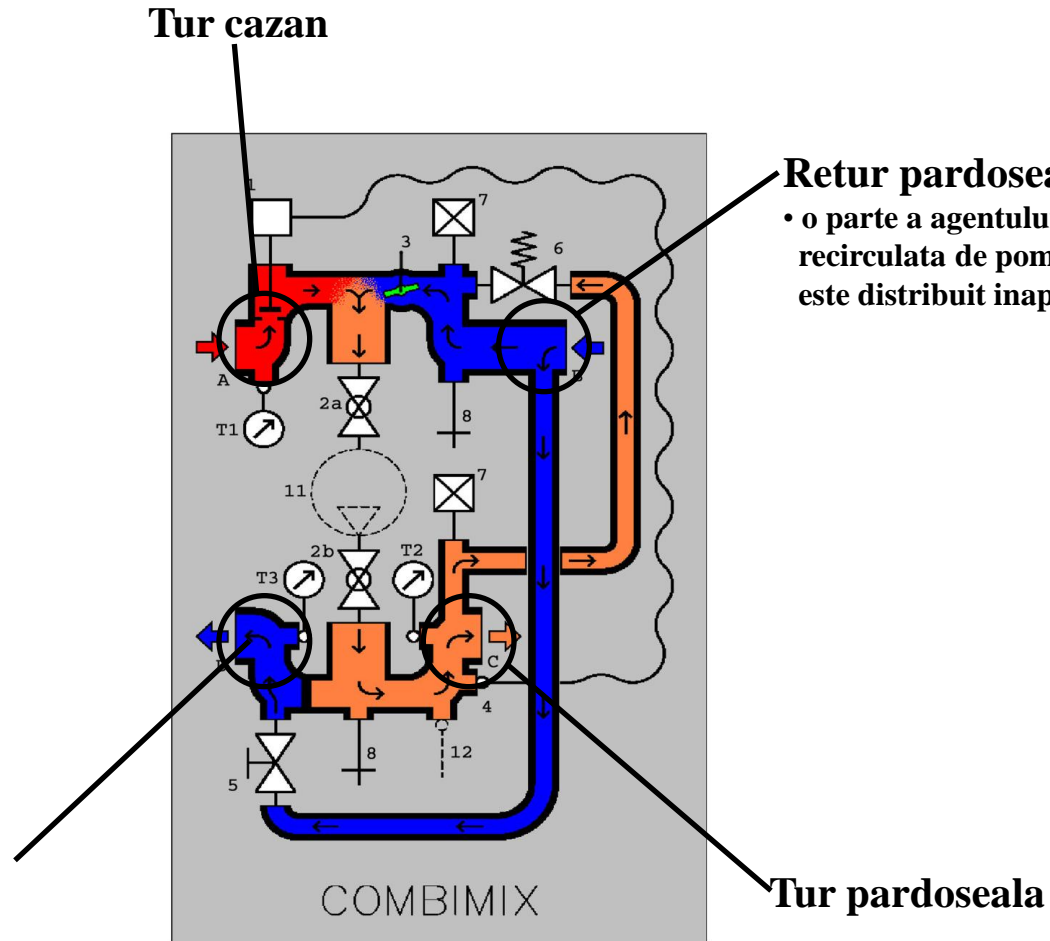 Tur cazan
Retur pardosea
• o parte a agentulu
recirculata de pom
este distribuit inap
1
7
3
6
A
B
2a
8
T1
11
7
2b
T2
T3
C
4
8
12
5
COMBIMIX
Tur pardoseala